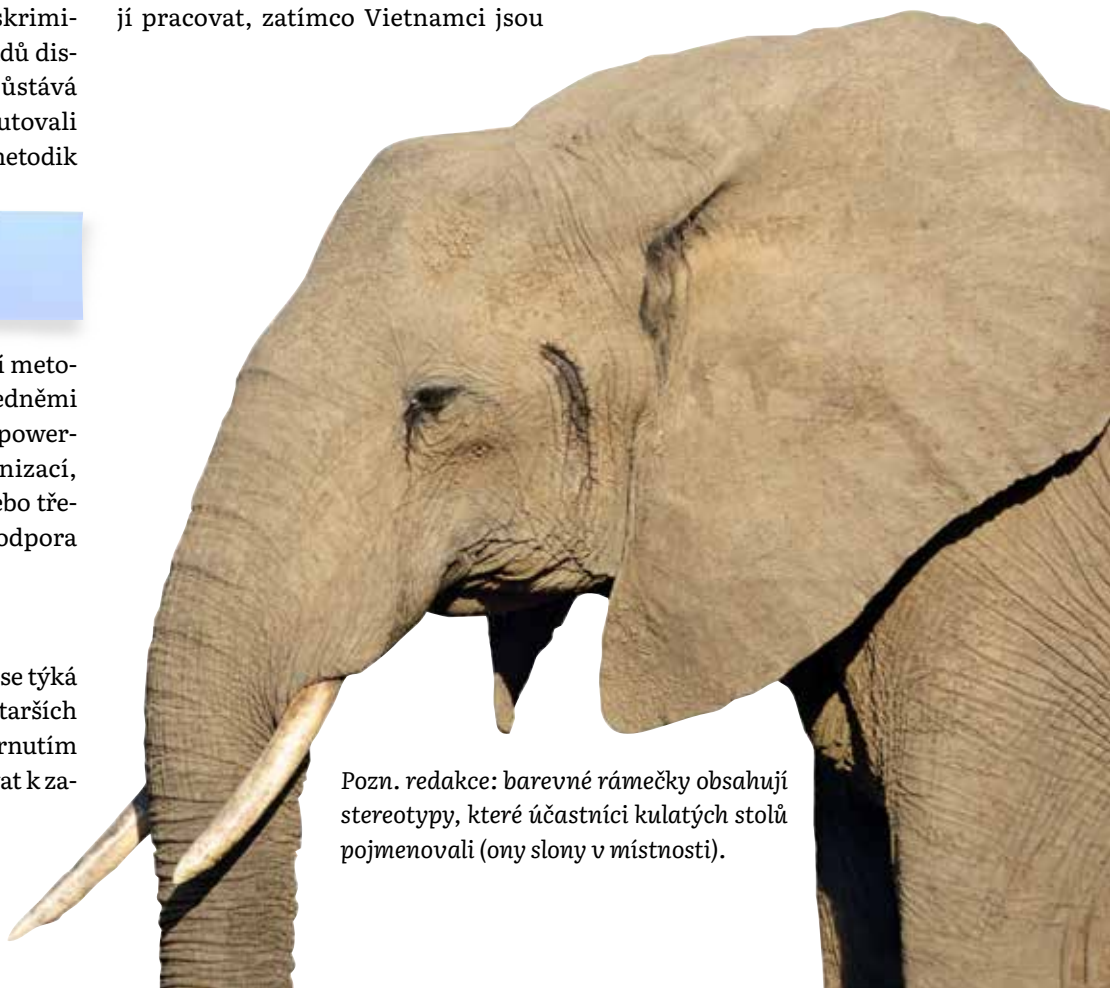 skrimi-
dů dis-
ůstává
utovali
metodik
í meto-
edněmi
power-
nizací,
ebo tře-
odpora
se týká
tarších
rnutím
at k za-
jí pracovat, zatímco Vietnamci jsou
Pozn. redakce: barevné rámečky obsahují
stereotypy, které účastníci kulatých stolů
pojmenovali (ony slony v místnosti).